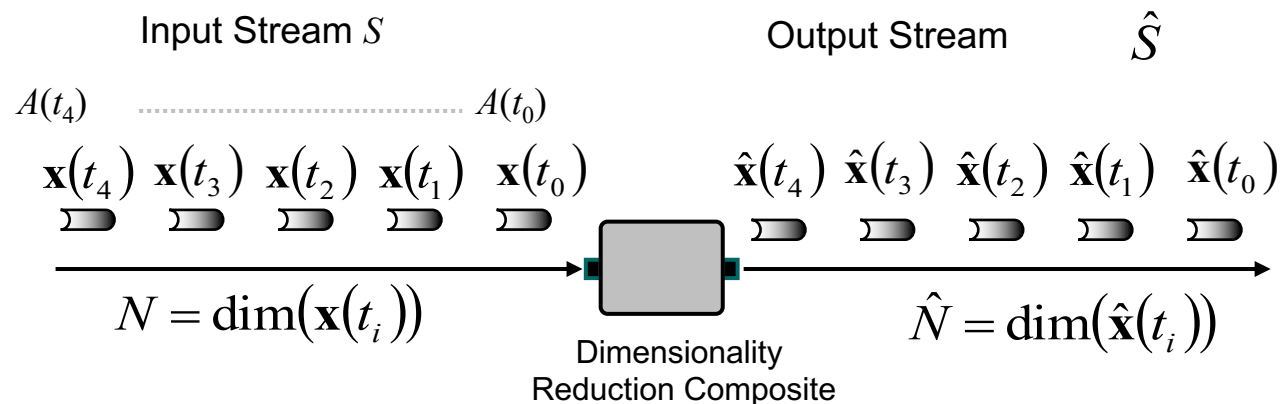 Input Stream S
Output Stream Ŝ
A(t₄) A(t₀)
x(t₄) x(t₃) x(t₂) x(t₁) x(t₀)
x̂(t₄) x̂(t₃) x̂(t₂) x̂(t₁) x̂(t₀)
N = dim(x(tᵢ))
N̂ = dim(x̂(tᵢ))
Dimensionality
Reduction Composite